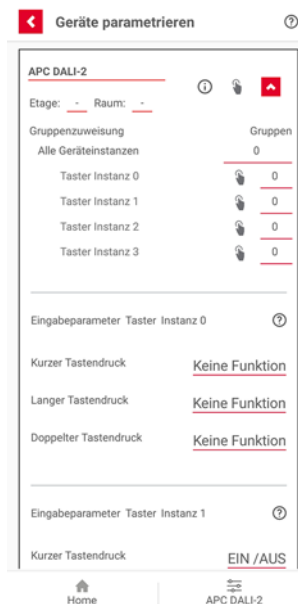 Geräte parametrieren
APC DALI-2
Etage: - Raum: -
Gruppenzuweisung Gruppen
Alle Geräteinstanzen 0
Taster Instanz 0 0
Taster Instanz 1 0
Taster Instanz 2 0
Taster Instanz 3 0
Eingabeparameter Taster Instanz 0
Kurzer Tastendruck Keine Funktion
Langer Tastendruck Keine Funktion
Doppelter Tastendruck Keine Funktion
Eingabeparameter Taster Instanz 1
Kurzer Tastendruck EIN /AUS
Home APC DALI-2